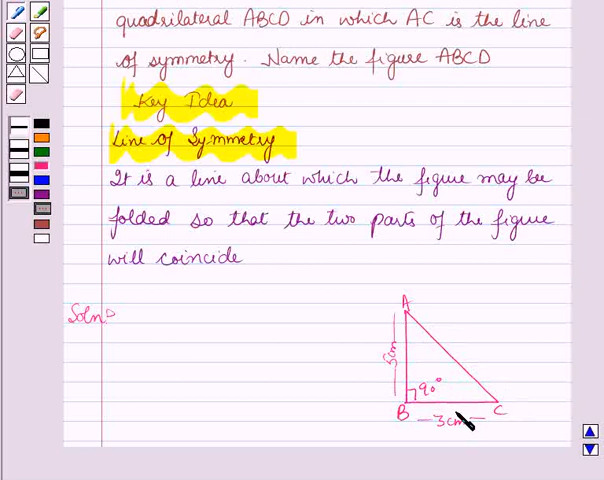 quadrilateral ABCD in which AC is the line
of symmetry. Name the figure ABCD
Key Idea
Line of Symmetry
It is a line about which the figure may be
folded so that the two parts of the figure
will coincide
Soln:
A
5cm
90°
B
C
3cm